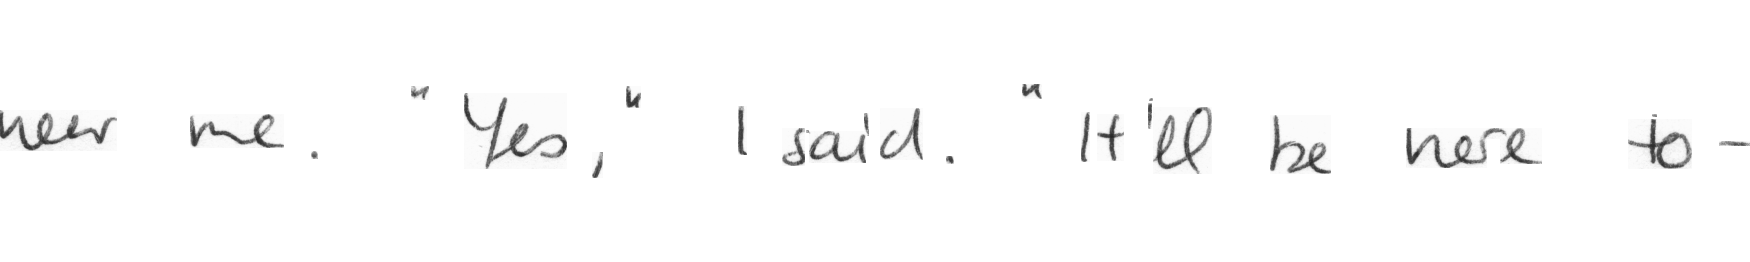 near me. "Yes," I said. "It'll be here to-